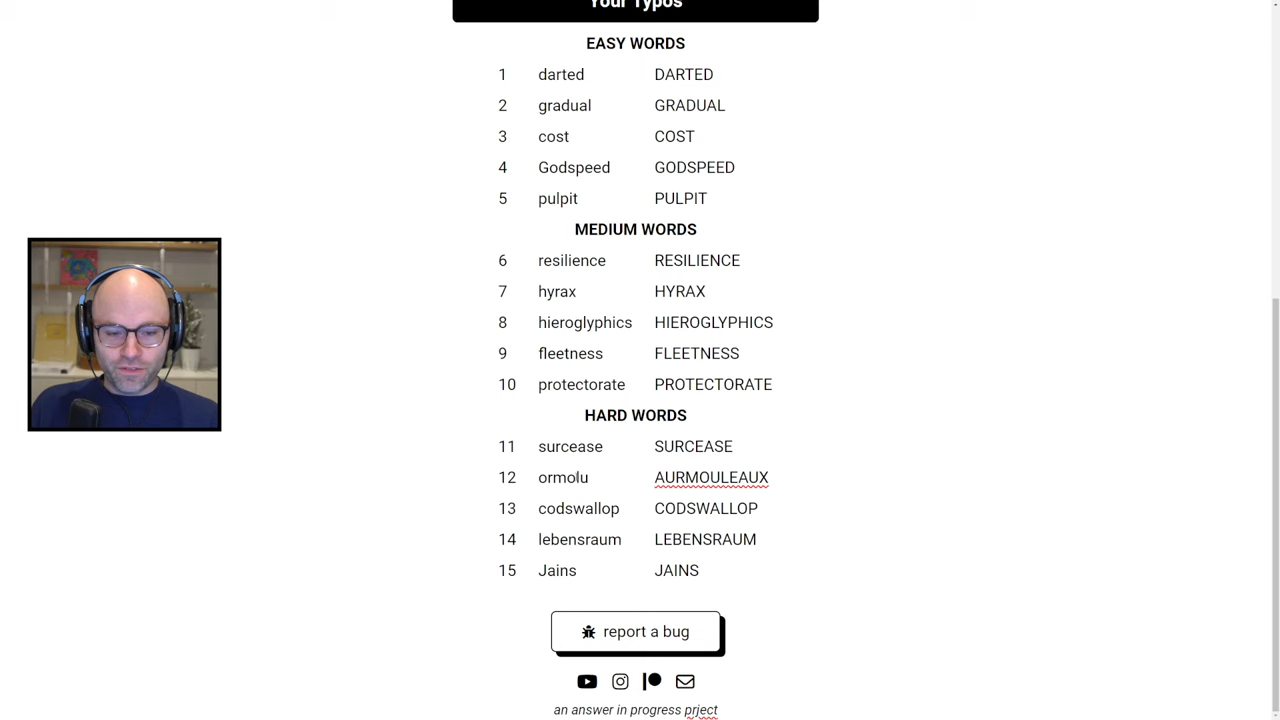 Your Typos
EASY WORDS
1 darted DARTED
2 gradual GRADUAL
3 cost COST
4 Godspeed GODSPEED
5 pulpit PULPIT
MEDIUM WORDS
6 resilience RESILIENCE
7 hyrax HYRAX
8 hieroglyphics HIEROGLYPHICS
9 fleetness FLEETNESS
10 protectorate PROTECTORATE
HARD WORDS
11 surcease SURCEASE
12 ormolu AURMOULEAUX
13 codswallop CODSWALLOP
14 lebensraum LEBENSRAUM
15 Jains JAINS
report a bug
an answer in progress prject